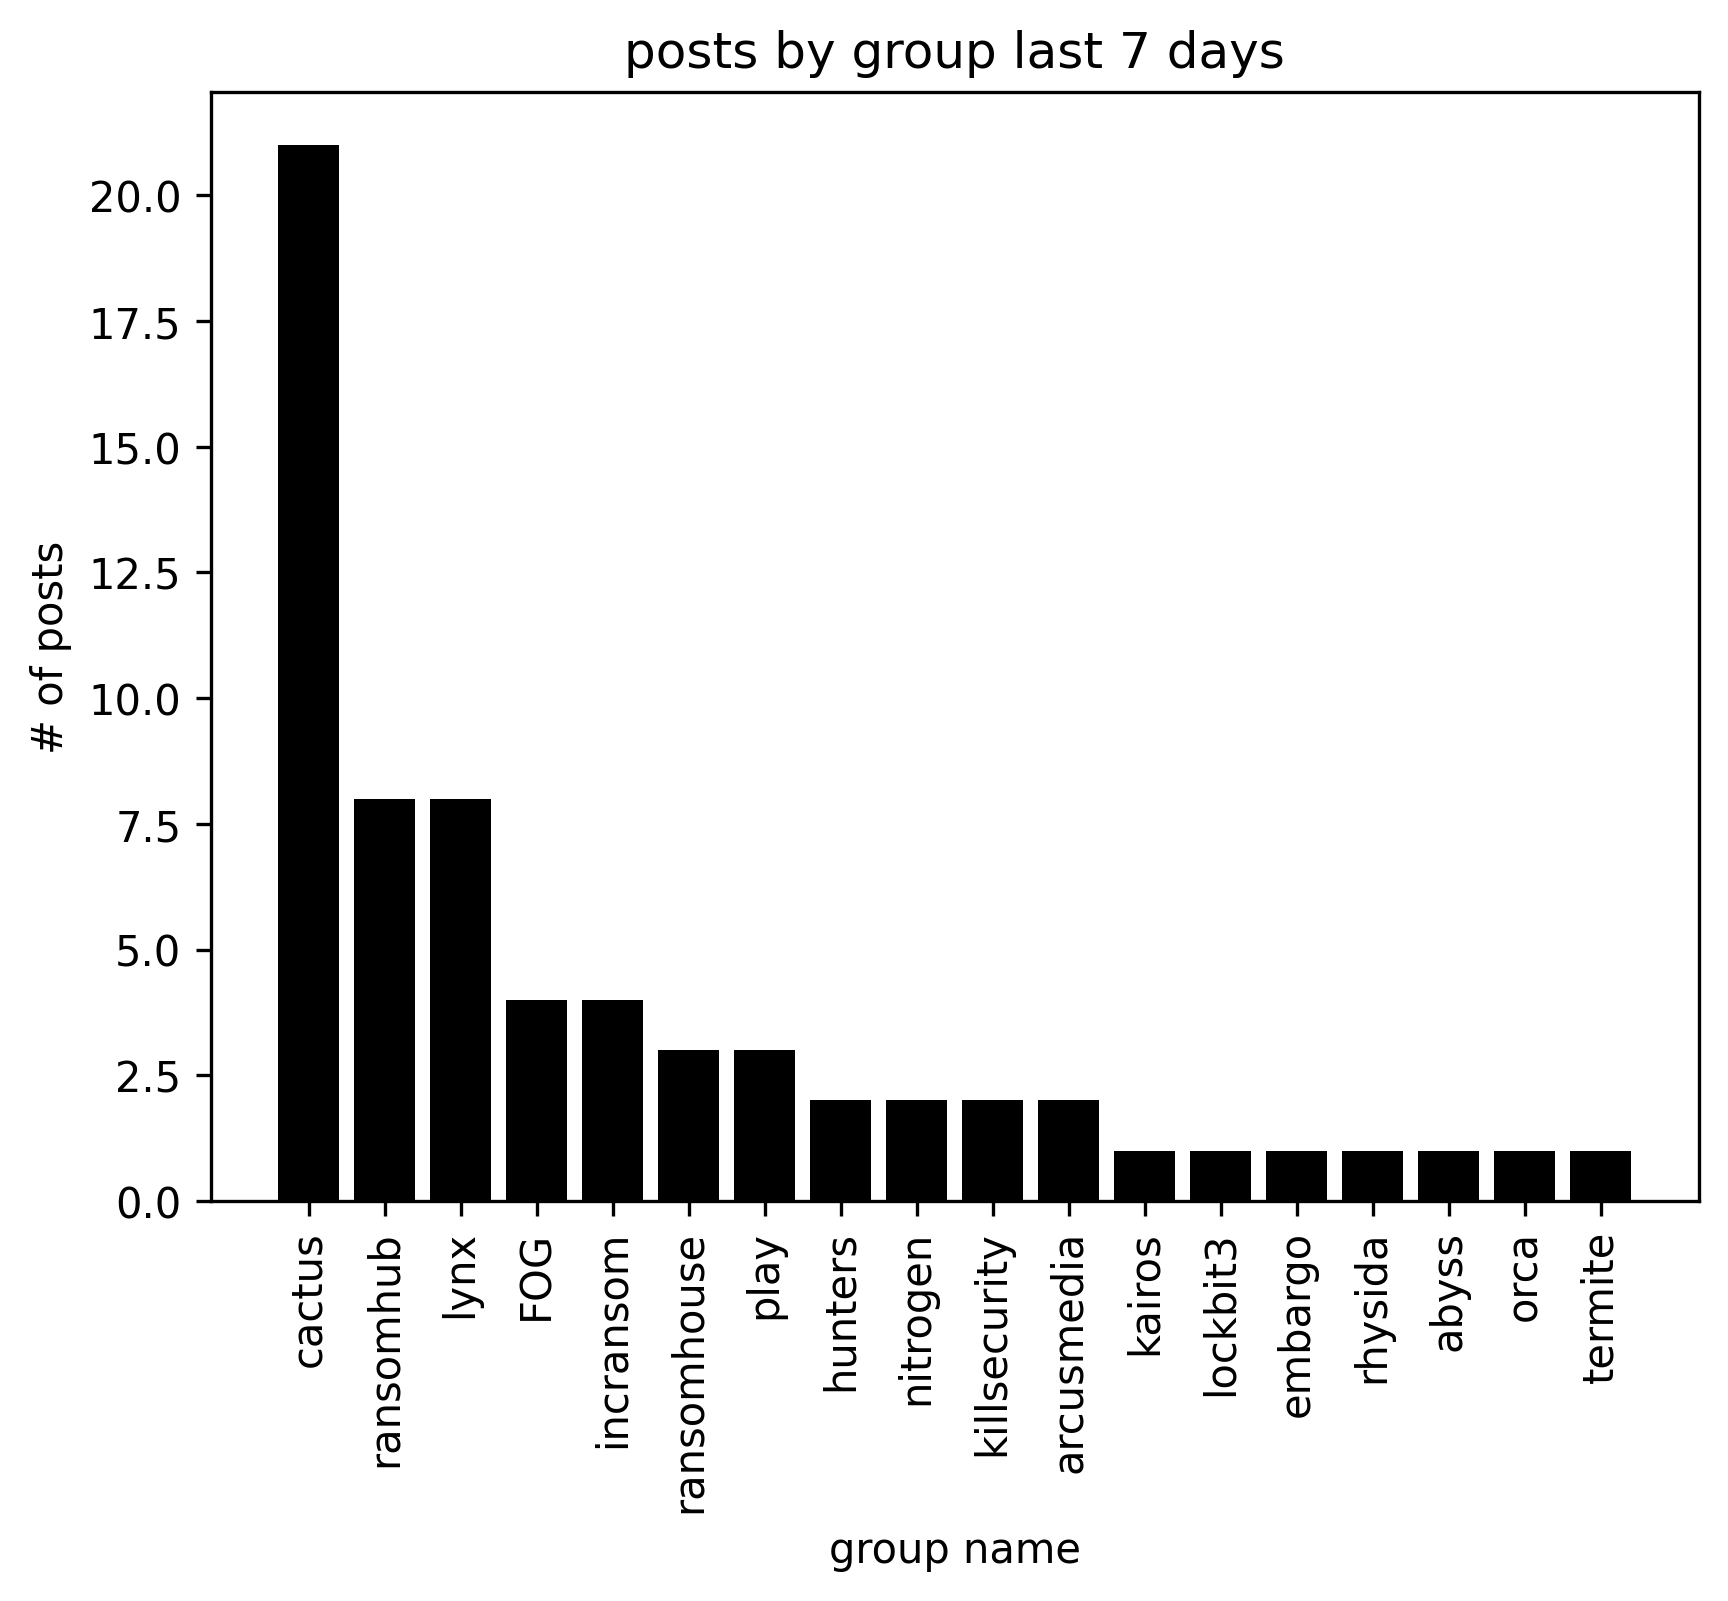 posts by group last 7 days
# of posts
20.0
17.5
15.0
12.5
10.0
7.5
5.0
2.5
0.0
cactus
ransomhub
lynx
FOG
incransom
ransomhouse
play
hunters
nitrogen
killsecurity
arcusmedia
kairos
lockbit3
embargo
rhysida
abyss
orca
termite
group name